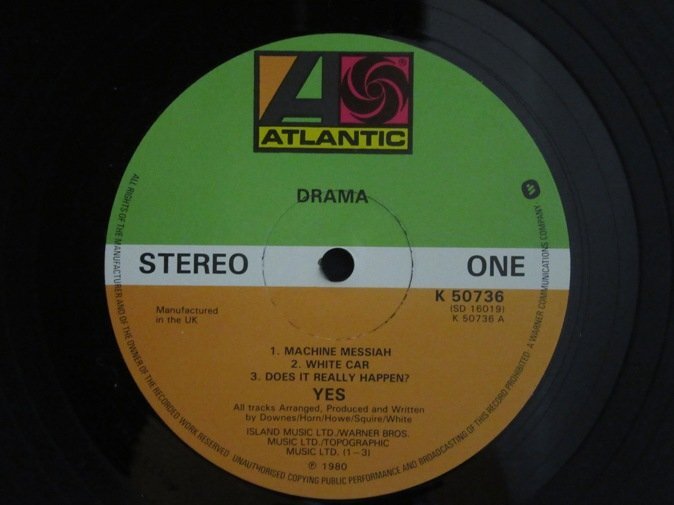 ATLANTIC
DRAMA
STEREO
ONE
K 50736
(SD 16019)
K 50736 A
Manufactured
in the UK
1. MACHINE MESSIAH
2. WHITE CAR
3. DOES IT REALLY HAPPEN?
YES
All tracks Arranged, Produced and Written
by Downes/Horn/Howe/Squire/White
ISLAND MUSIC LTD./WARNER BROS.
MUSIC LTD./TOPOGRAPHIC
MUSIC LTD. (1–3)
℗ 1980
ALL RIGHTS OF THE MANUFACTURER AND OF THE OWNER OF THE RECORDED WORK RESERVED UNAUTHORISED COPYING PUBLIC PERFORMANCE AND BROADCASTING OF THIS RECORD PROHIBITED. A WARNER COMMUNICATIONS COMPANY